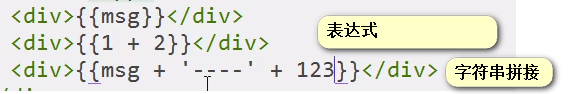 <div>{{msg}}</div>
<div>{{1 + 2}}</div>
表达式
<div>{{msg + '----' + 123}}</div>
字符串拼接